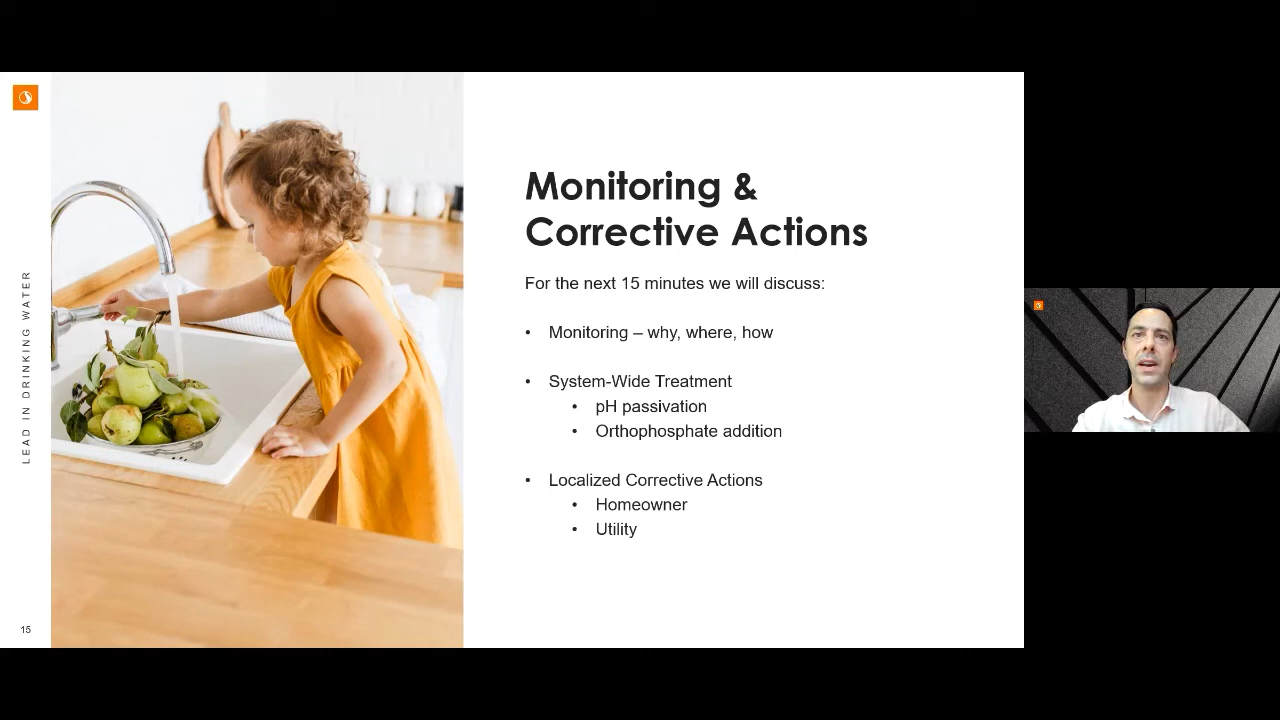 LEAD IN DRINKING WATER
15
Monitoring &
Corrective Actions
For the next 15 minutes we will discuss:
• Monitoring – why, where, how
• System-Wide Treatment
• pH passivation
• Orthophosphate addition
• Localized Corrective Actions
• Homeowner
• Utility